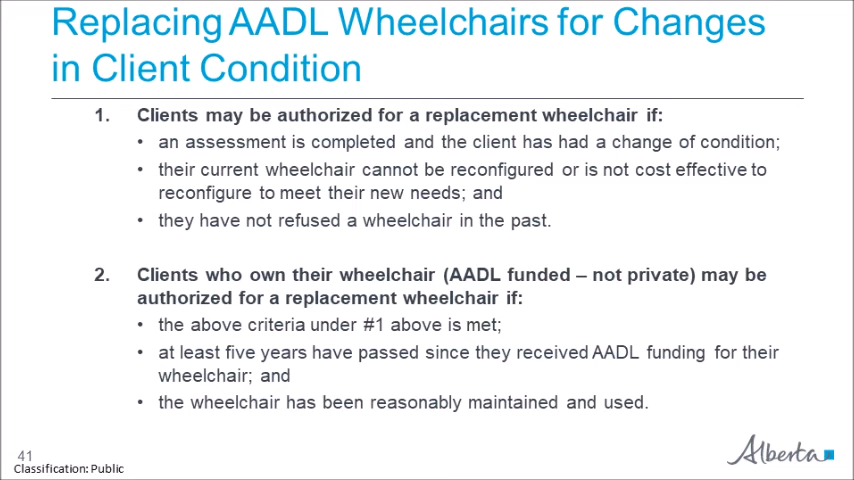 Replacing AADL Wheelchairs for Changes
in Client Condition
1. Clients may be authorized for a replacement wheelchair if:
• an assessment is completed and the client has had a change of condition;
• their current wheelchair cannot be reconfigured or is not cost effective to
reconfigure to meet their new needs; and
• they have not refused a wheelchair in the past.
2. Clients who own their wheelchair (AADL funded – not private) may be
authorized for a replacement wheelchair if:
• the above criteria under #1 above is met;
• at least five years have passed since they received AADL funding for their
wheelchair; and
• the wheelchair has been reasonably maintained and used.
41
Classification: Public
Alberta